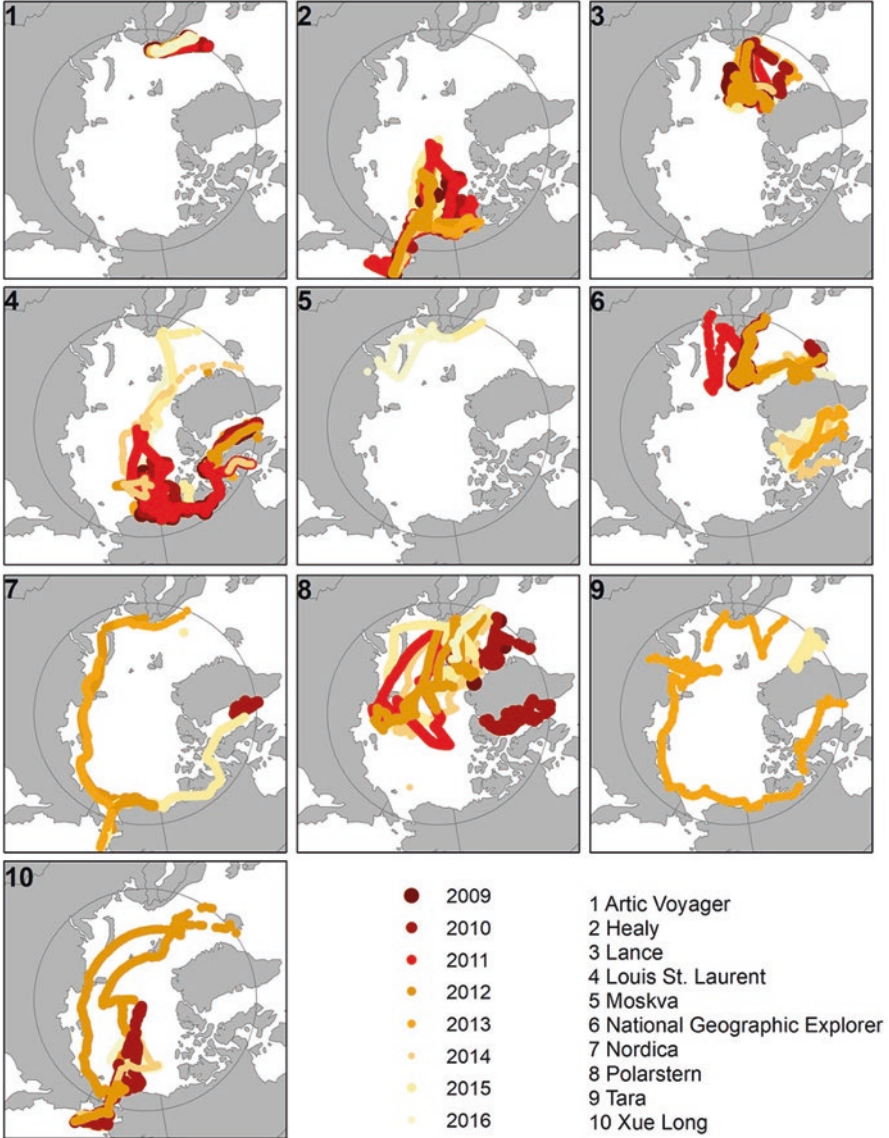 1
2
3
4
5
6
7
8
9
10
2009
2010
2011
2012
2013
2014
2015
2016
1 Artic Voyager
2 Healy
3 Lance
4 Louis St. Laurent
5 Moskva
6 National Geographic Explorer
7 Nordica
8 Polarstern
9 Tara
10 Xue Long